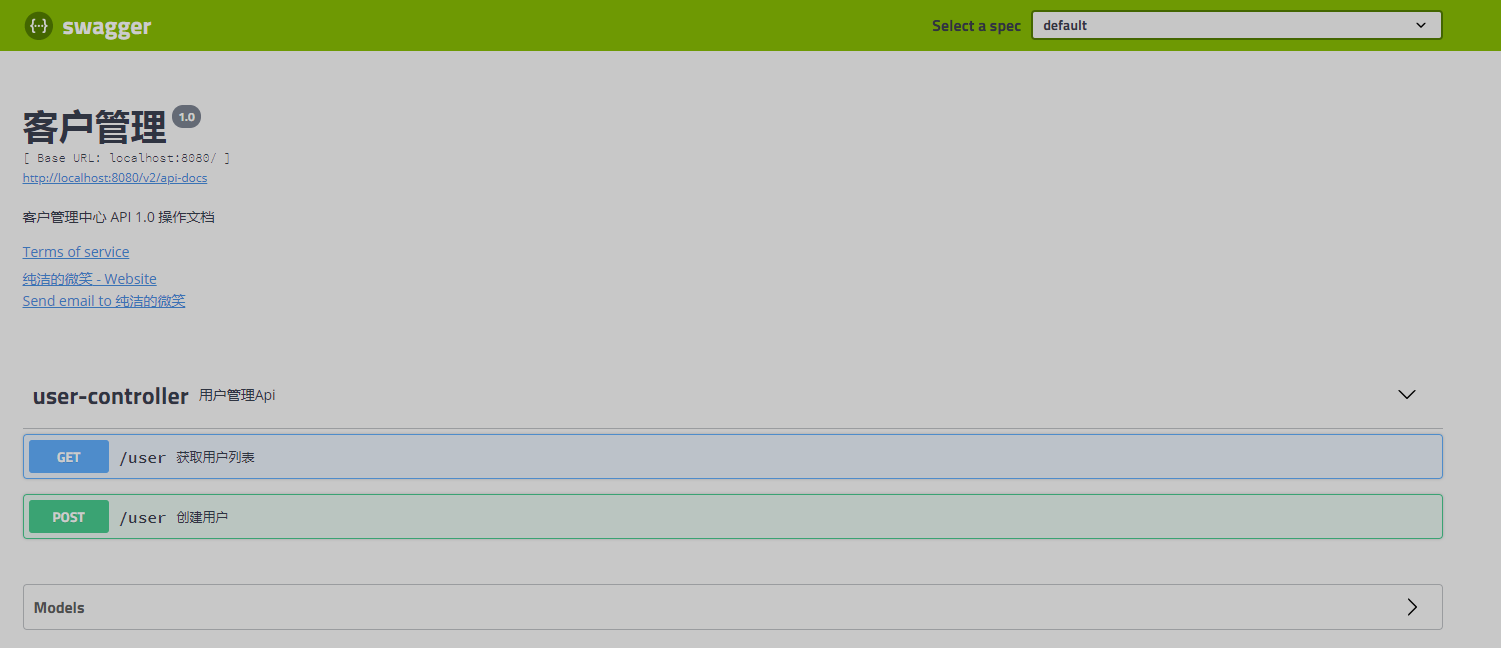 swagger
Select a spec default
客户管理 1.0
[ Base URL: localhost:8080/ ]
http://localhost:8080/v2/api-docs
客户管理中心 API 1.0 操作文档
Terms of service
纯洁的微笑 - Website
Send email to 纯洁的微笑
user-controller 用户管理Api
GET /user 获取用户列表
POST /user 创建用户
Models